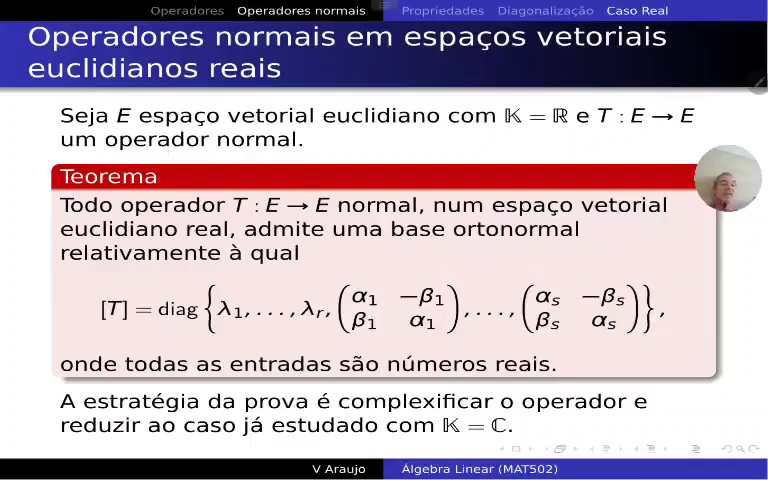 Operadores Operadores normais Propriedades Diagonalização Caso Real
Operadores normais em espaços vetoriais
euclidianos reais
Seja E espaço vetorial euclidiano com 𝕂 = ℝ e T : E → E
um operador normal.
Teorema
Todo operador T : E → E normal, num espaço vetorial
euclidiano real, admite uma base ortonormal
relativamente à qual
[T] = diag { λ₁, . . . , λᵣ, ( α₁ −β₁ ; β₁ α₁ ), . . . , ( αₛ −βₛ ; βₛ αₛ ) },
onde todas as entradas são números reais.
A estratégia da prova é complexificar o operador e
reduzir ao caso já estudado com 𝕂 = ℂ.
V Araujo Álgebra Linear (MAT502)